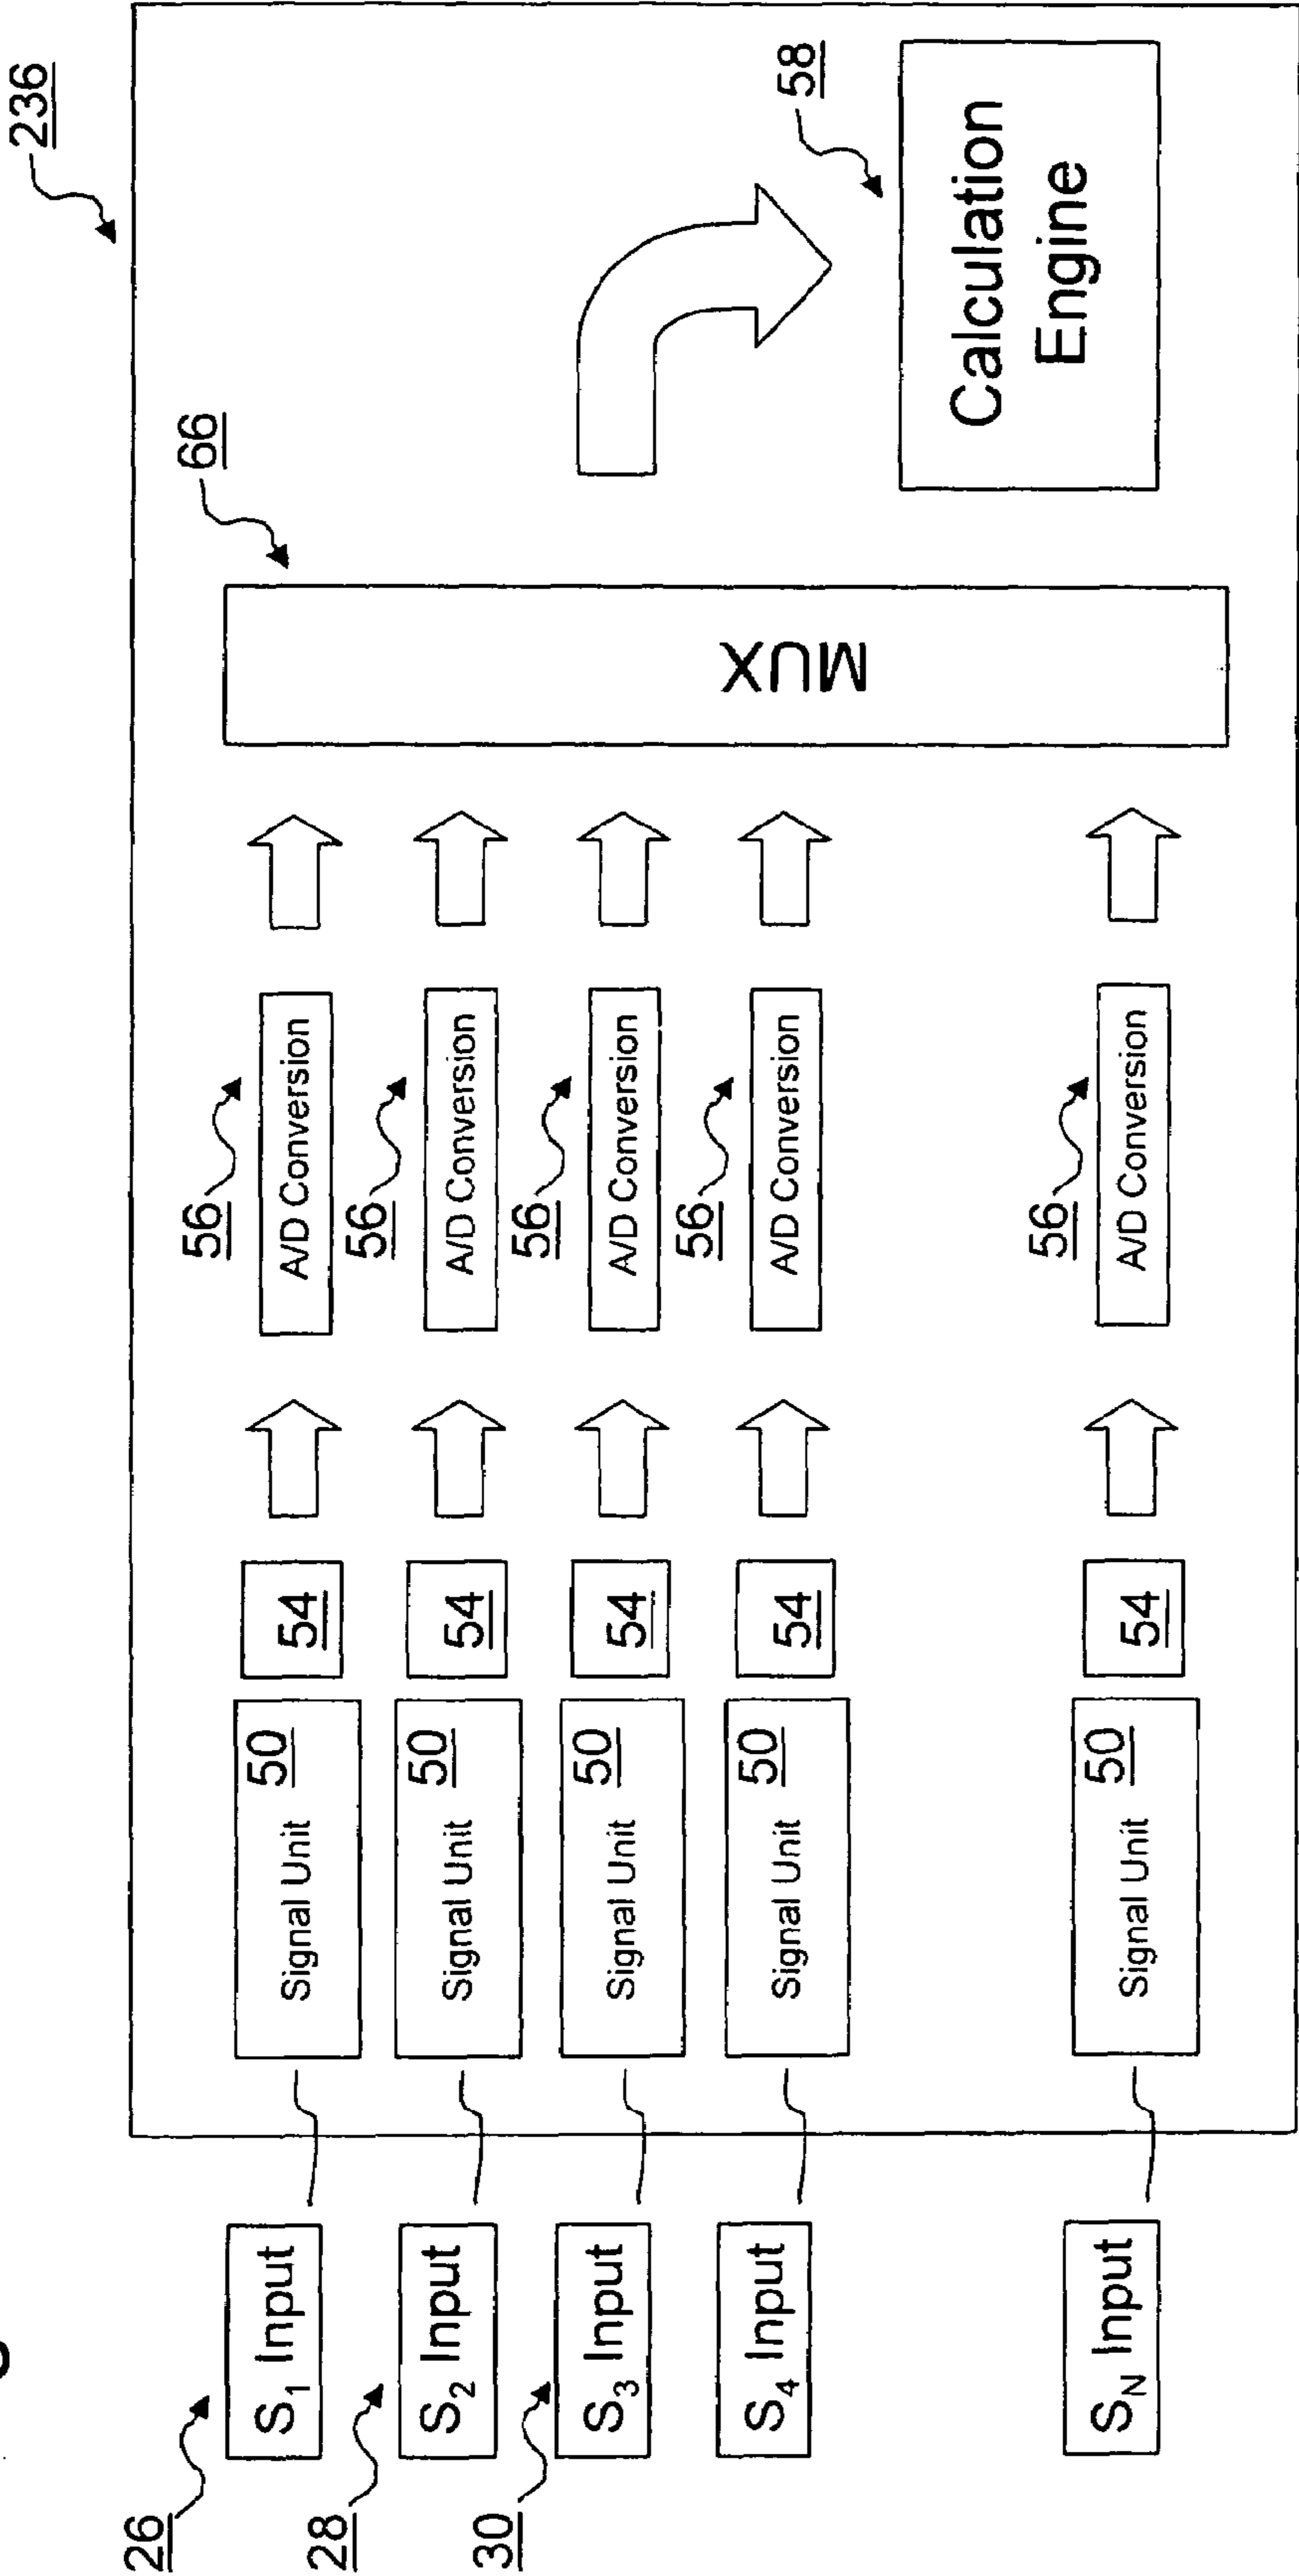 236
26
S1 Input
Signal Unit
50
54
56
A/D Conversion
66
28
S2 Input
Signal Unit
50
54
56
A/D Conversion
30
S3 Input
Signal Unit
50
54
56
A/D Conversion
S4 Input
Signal Unit
50
54
56
A/D Conversion
SN Input
Signal Unit
50
54
56
A/D Conversion
MUX
58
Calculation
Engine